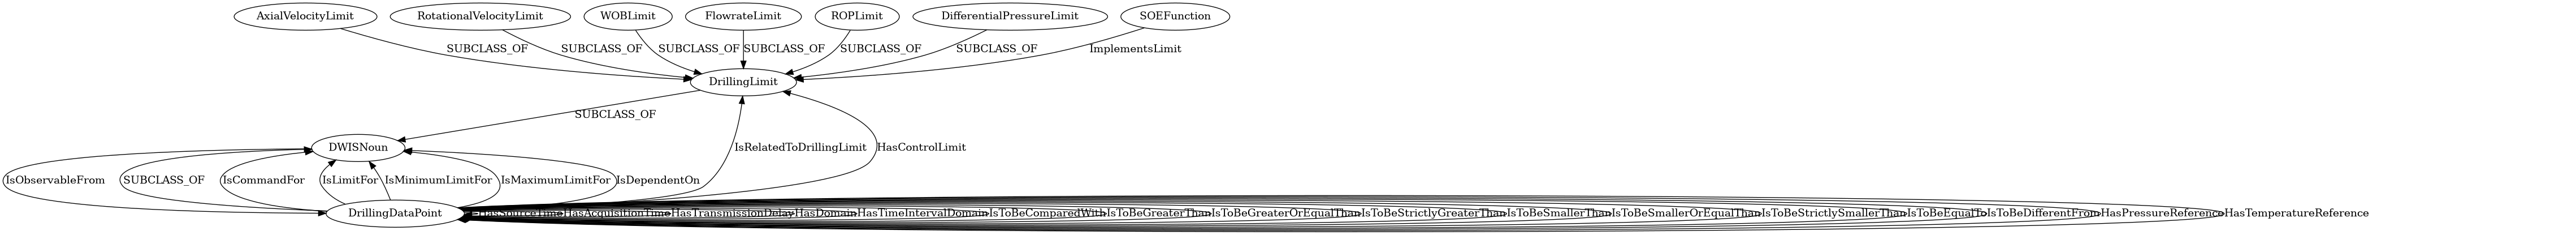 AxialVelocityLimit
RotationalVelocityLimit
WOBLimit
FlowrateLimit
ROPLimit
DifferentialPressureLimit
SOEFunction
SUBCLASS_OF
SUBCLASS_OF
SUBCLASS_OF
SUBCLASS_OF
SUBCLASS_OF
SUBCLASS_OF
ImplementsLimit
DrillingLimit
SUBCLASS_OF
DWISNoun
IsRelatedToDrillingLimit
HasControlLimit
IsObservableFrom
SUBCLASS_OF
IsCommandFor
IsLimitFor
IsMinimumLimitFor
IsMaximumLimitFor
IsDependentOn
DrillingDataPoint
HasSourceTime
HasAcquisitionTime
HasTransmissionDelay
HasDomain
HasTimeIntervalDomain
IsToBeComparedWith
IsToBeGreaterThan
IsToBeGreaterOrEqualThan
IsToBeStrictlyGreaterThan
IsToBeSmallerThan
IsToBeSmallerOrEqualThan
IsToBeStrictlySmallerThan
IsToBeEqualTo
IsToBeDifferentFrom
HasPressureReference
HasTemperatureReference